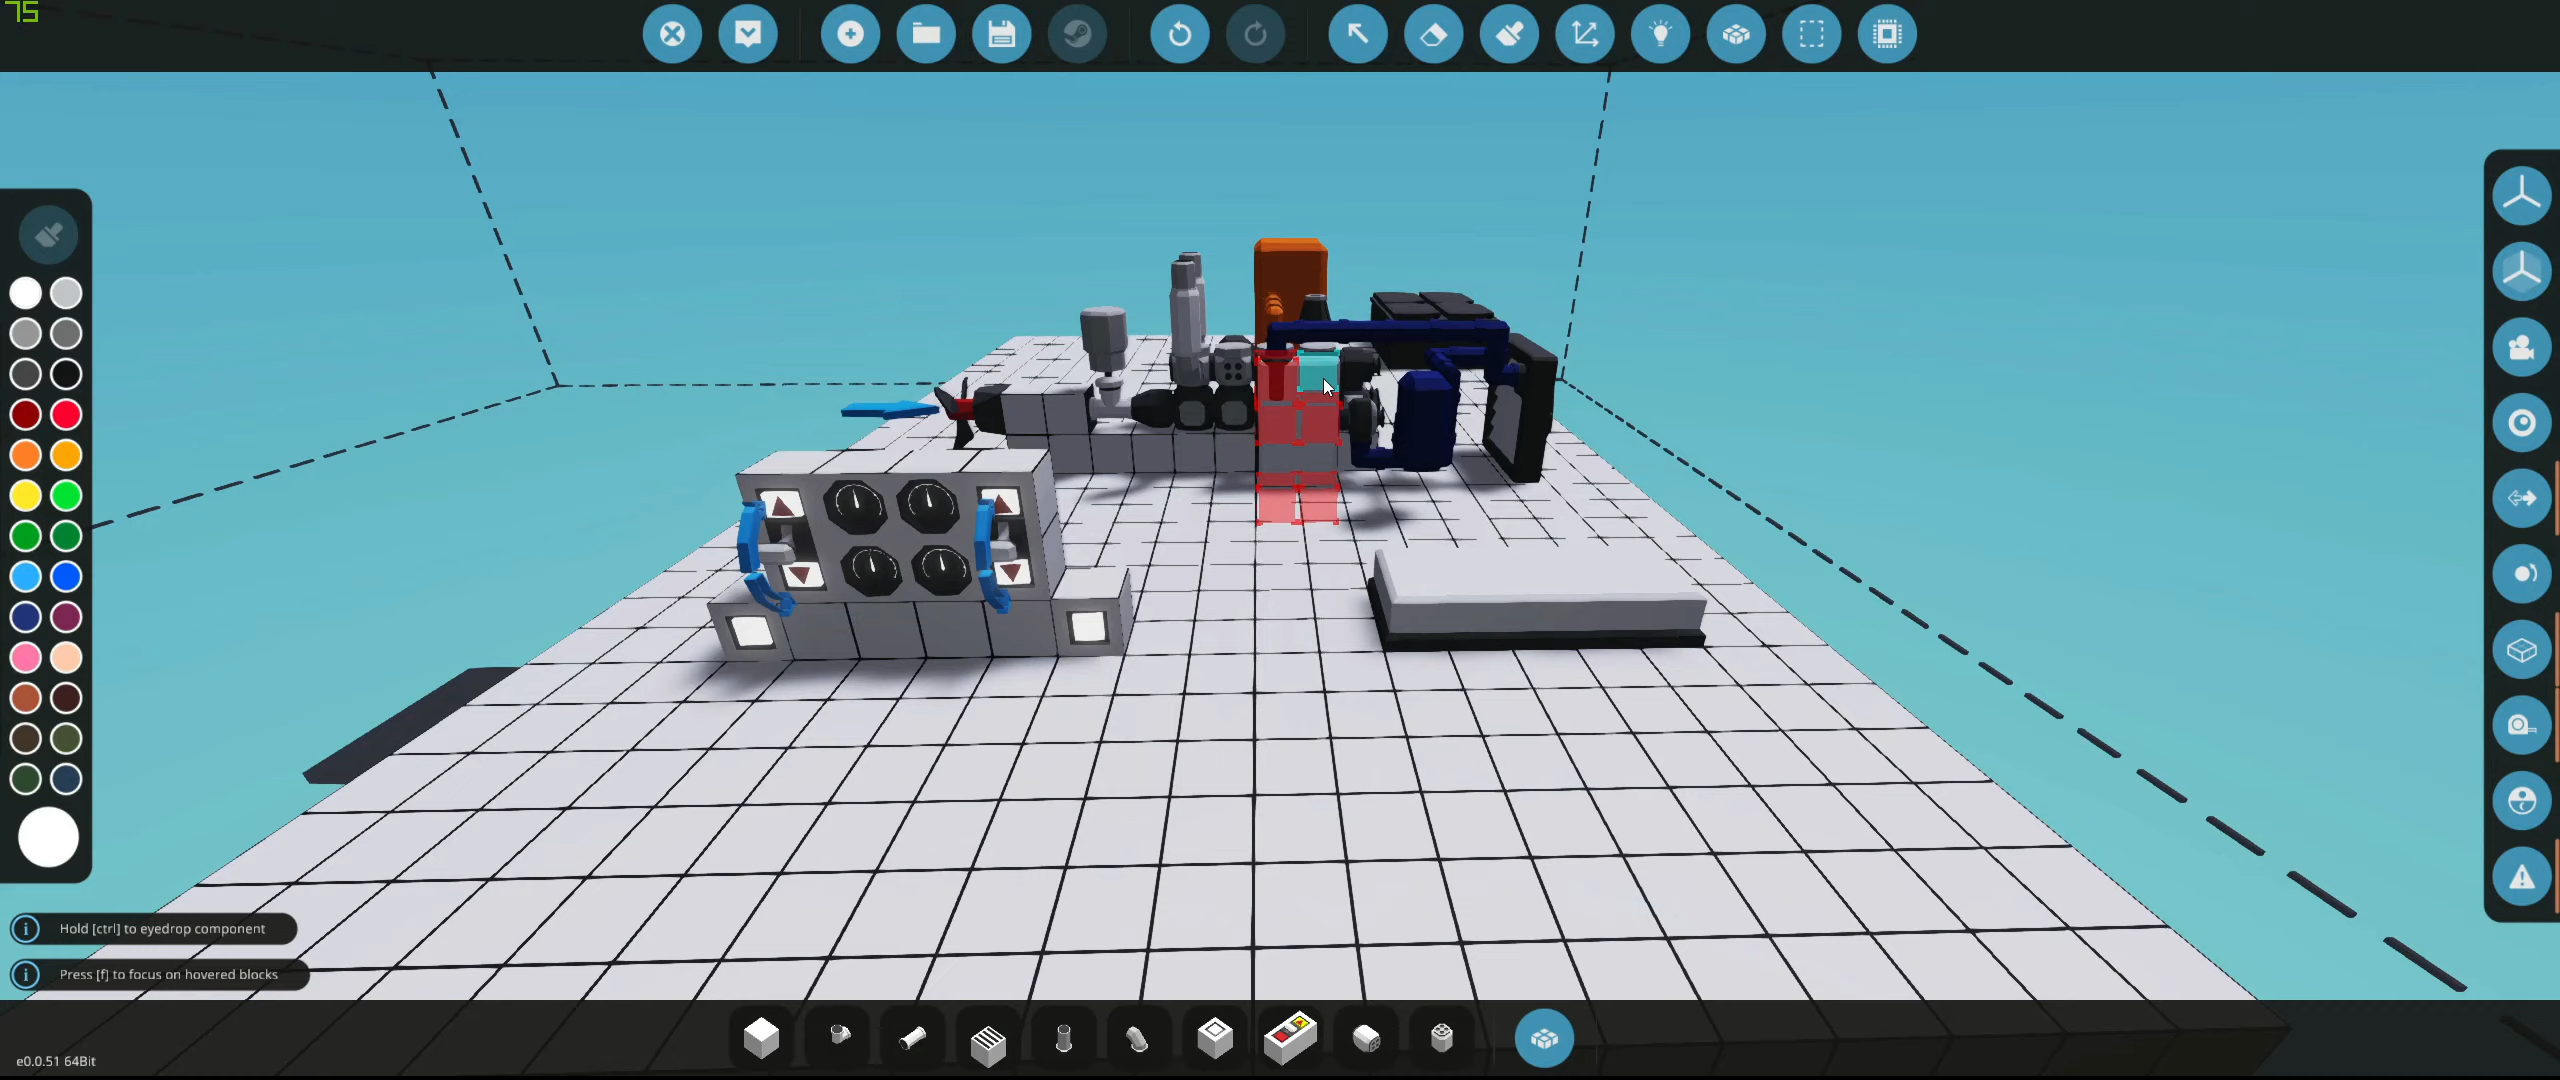 75
Hold [ctrl] to eyedrop component
Press [f] to focus on hovered blocks
e0.0.51 64Bit